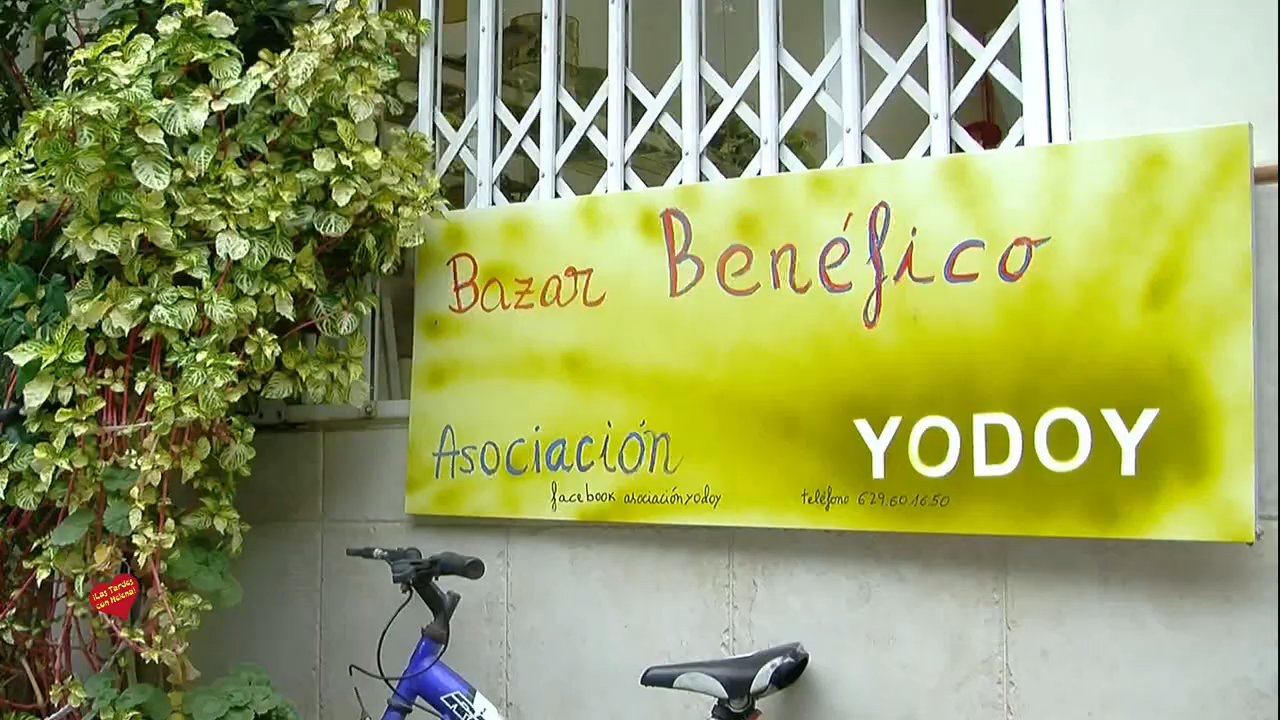 Bazar Benéfico
Asociación YODOY
facebook asociaciónyodoy teléfono 629.60.16.50
¡Las Tardes
con Helena!